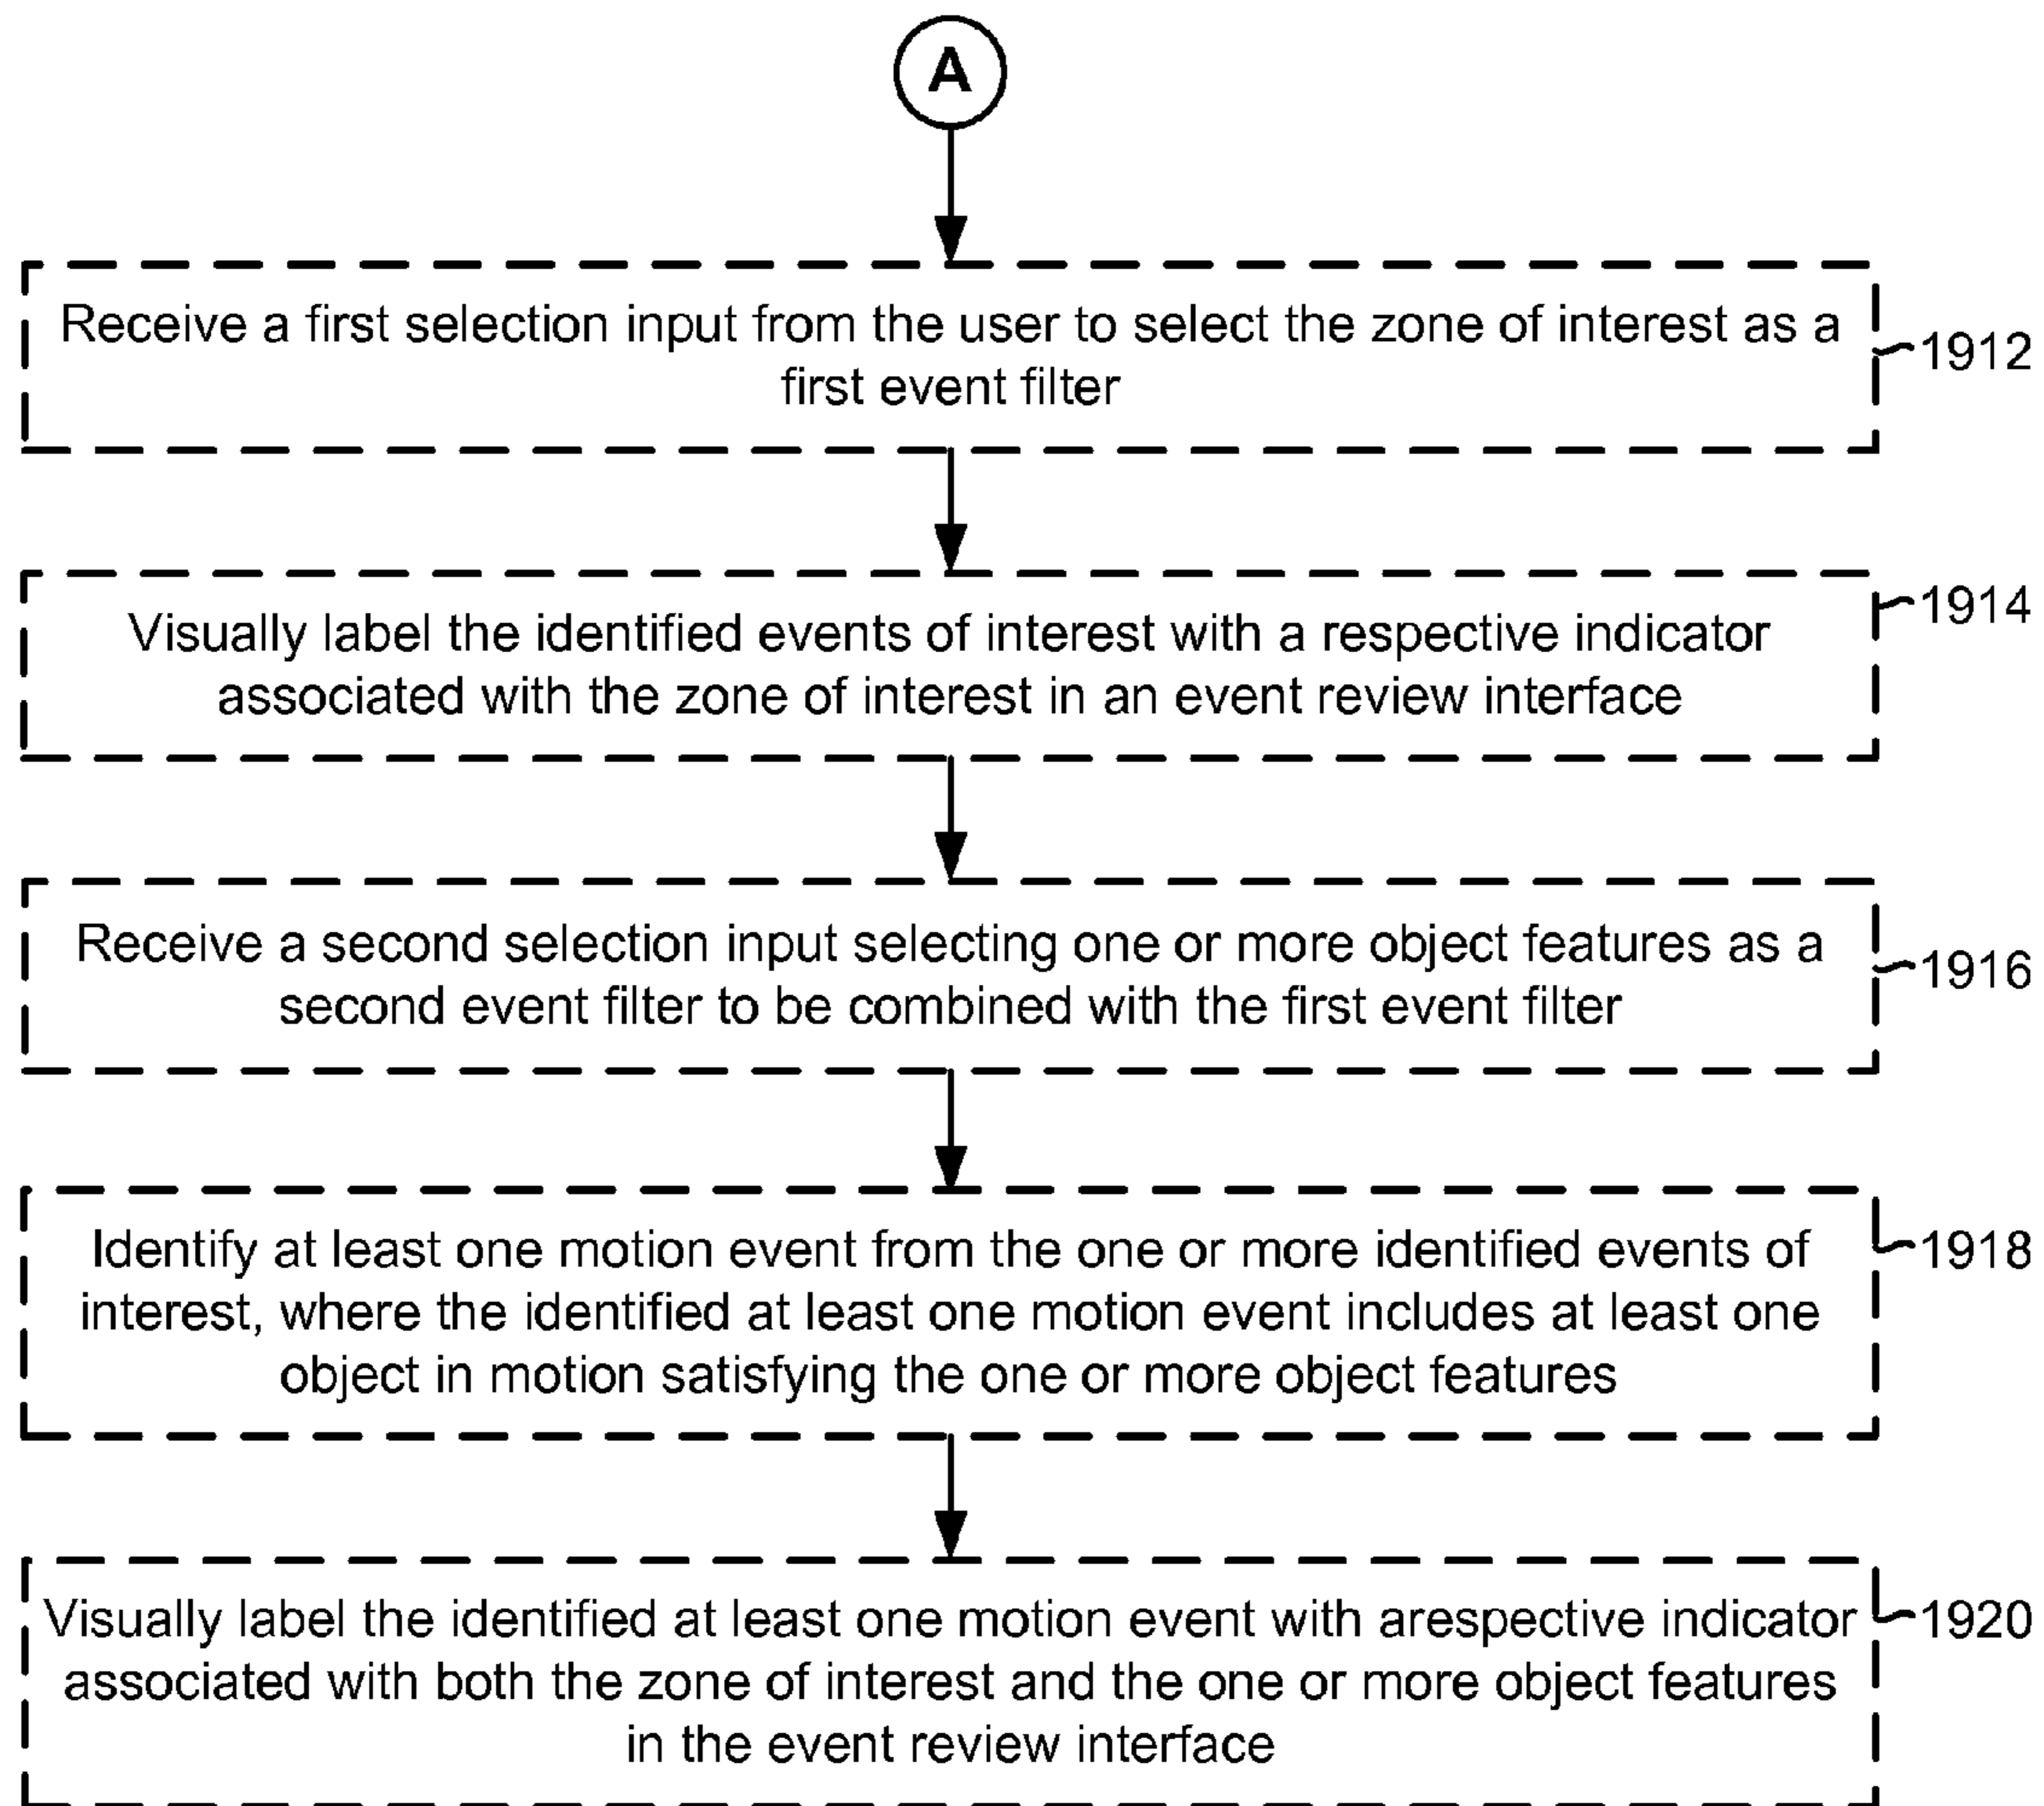 A
Receive a first selection input from the user to select the zone of interest as a
first event filter
1912
Visually label the identified events of interest with a respective indicator
associated with the zone of interest in an event review interface
1914
Receive a second selection input selecting one or more object features as a
second event filter to be combined with the first event filter
1916
Identify at least one motion event from the one or more identified events of
interest, where the identified at least one motion event includes at least one
object in motion satisfying the one or more object features
1918
Visually label the identified at least one motion event with arespective indicator
associated with both the zone of interest and the one or more object features
in the event review interface
1920